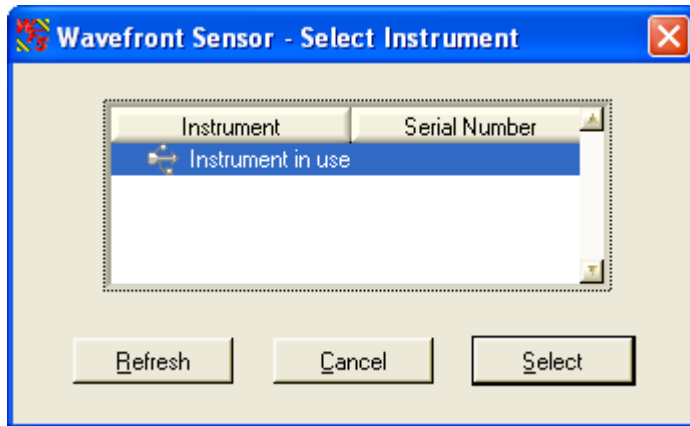 Wavefront Sensor - Select Instrument
Instrument Serial Number
Instrument in use
Refresh Cancel Select